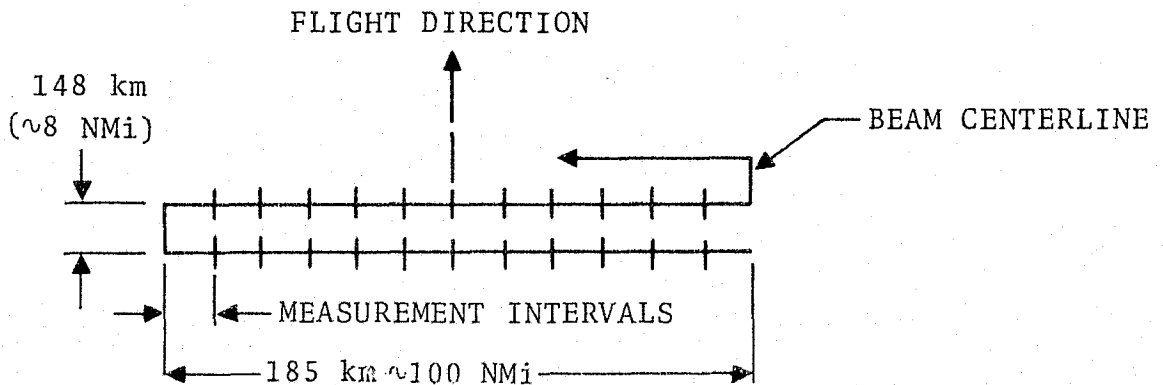 FLIGHT DIRECTION
148 km
(~8 NMi)
BEAM CENTERLINE
MEASUREMENT INTERVALS
185 km ~100 NMi